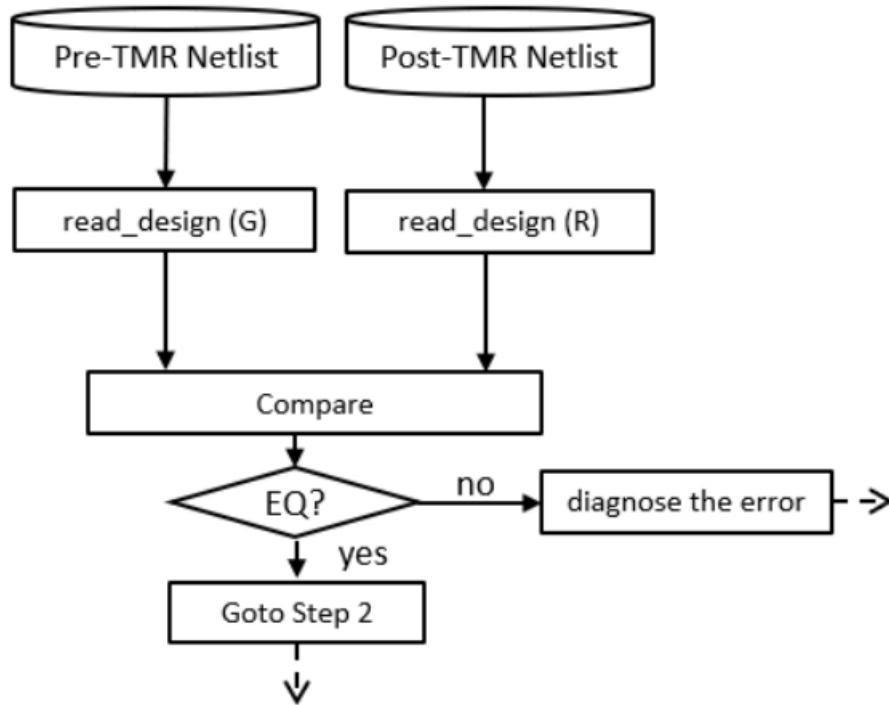 Pre-TMR Netlist
Post-TMR Netlist
read_design (G)
read_design (R)
Compare
EQ?
no
diagnose the error
yes
Goto Step 2